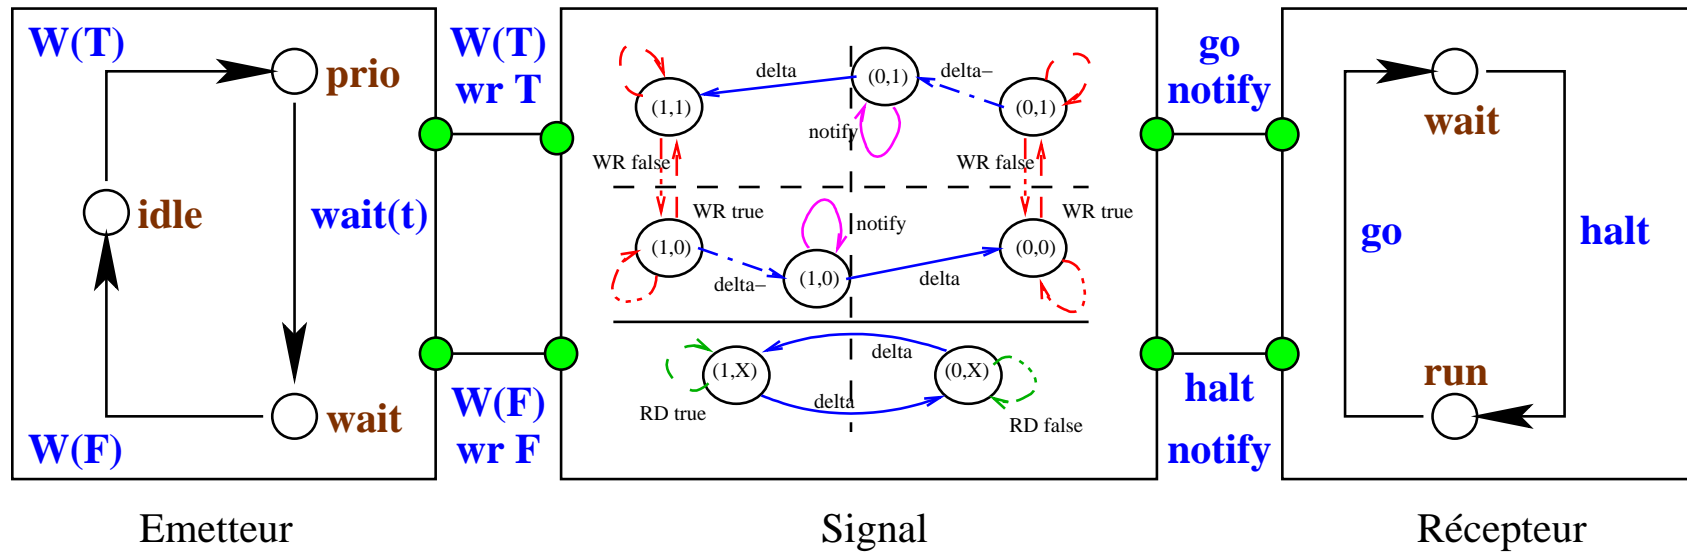 W(T)
prio
idle
wait(t)
wait
W(F)
W(T)
wr T
W(F)
wr F
delta
(0,1)
delta–
(1,1)
(0,1)
notify
WR false
WR false
WR true
WR true
notify
(1,0)
(0,0)
(1,0)
delta–
delta
delta
(1,X)
(0,X)
delta
RD true
RD false
go
notify
halt
notify
wait
go
halt
run
Emetteur
Signal
Récepteur